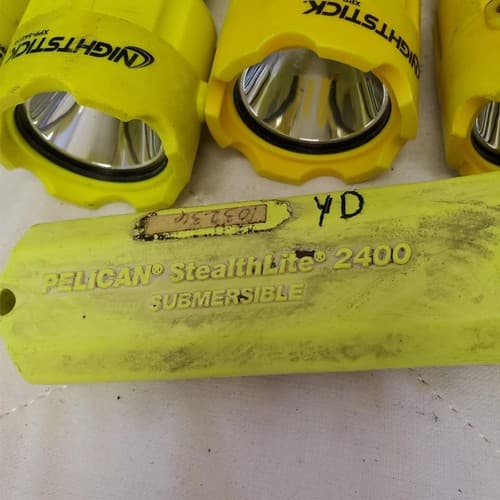 NIGHTSTICK
NIGHTSTICK
YD
PELICAN® StealthLite® 2400
SUBMERSIBLE